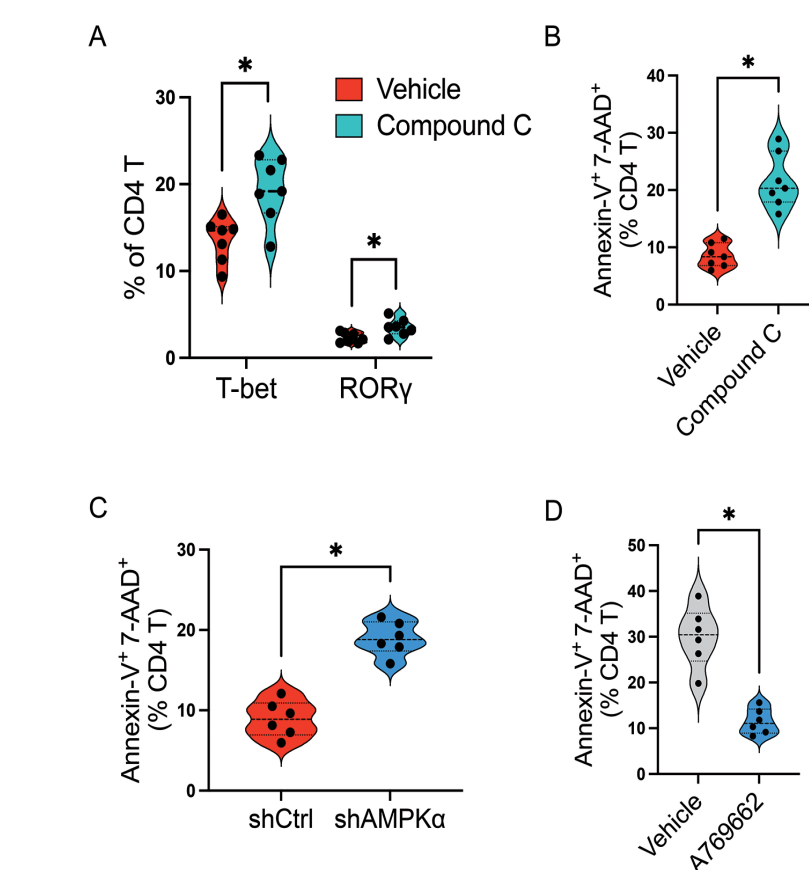 A
*
30
20
10
0
% of CD4 T
*
Vehicle
Compound C
T-bet
RORγ
B
*
40
30
20
10
0
Annexin-V⁺ 7-AAD⁺
(% CD4 T)
Vehicle
Compound C
C
*
30
20
10
0
Annexin-V⁺ 7-AAD⁺
(% CD4 T)
shCtrl
shAMPKα
D
*
50
40
30
20
10
0
Annexin-V⁺ 7-AAD⁺
(% CD4 T)
Vehicle
A769662